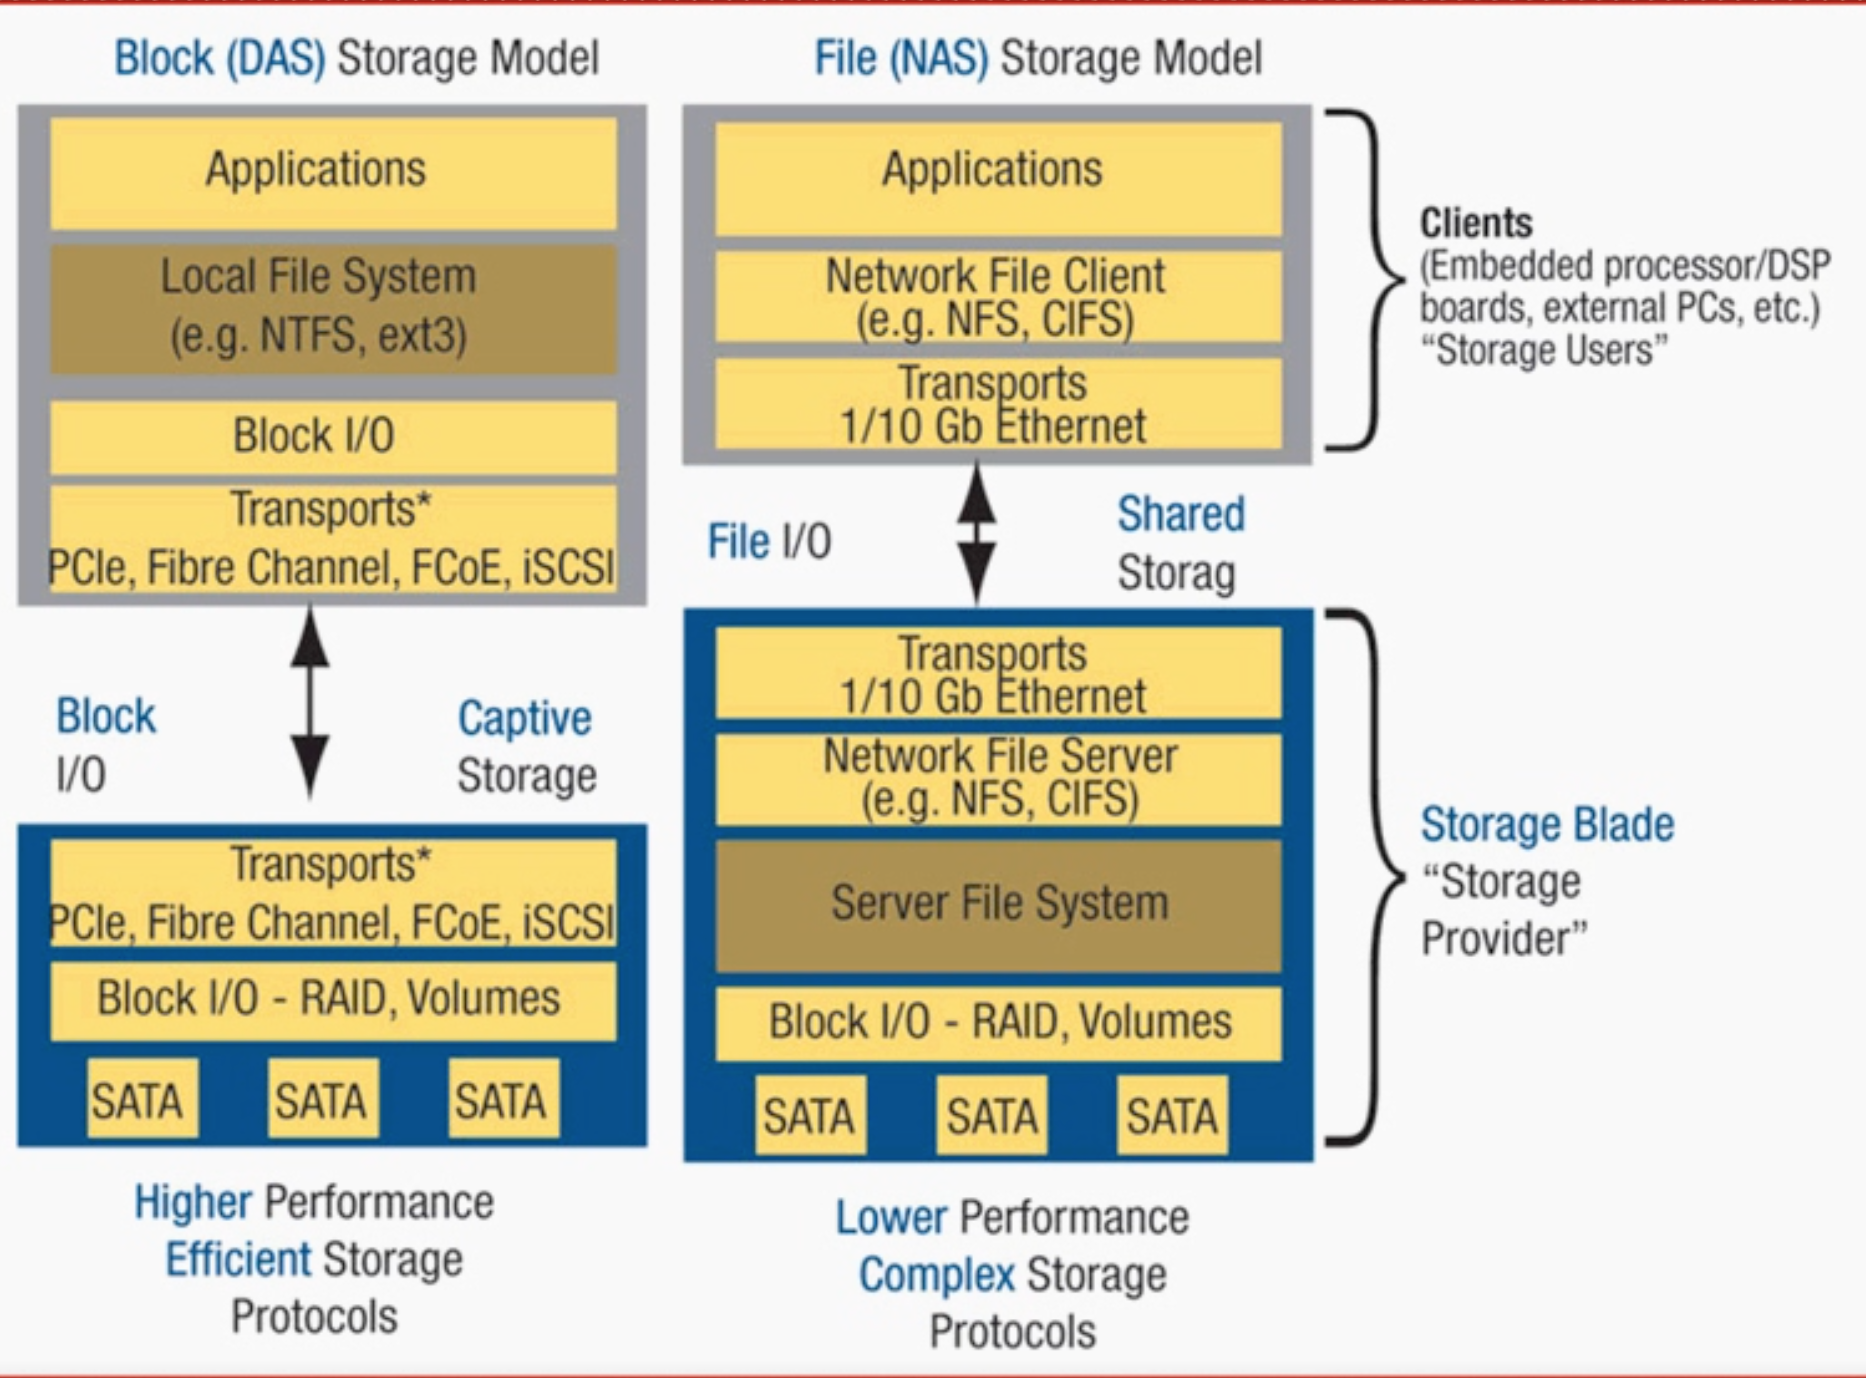 Block (DAS) Storage Model
Applications
Local File System
(e.g. NTFS, ext3)
Block I/O
Transports*
PCIe, Fibre Channel, FCoE, iSCSI
Block
I/O
Captive
Storage
Transports*
PCIe, Fibre Channel, FCoE, iSCSI
Block I/O - RAID, Volumes
SATA SATA SATA
Higher Performance
Efficient Storage
Protocols
File (NAS) Storage Model
Applications
Network File Client
(e.g. NFS, CIFS)
Transports
1/10 Gb Ethernet
File I/O
Shared
Storag
Transports
1/10 Gb Ethernet
Network File Server
(e.g. NFS, CIFS)
Server File System
Block I/O - RAID, Volumes
SATA SATA SATA
Lower Performance
Complex Storage
Protocols
Clients
(Embedded processor/DSP
boards, external PCs, etc.)
“Storage Users”
Storage Blade
“Storage
Provider”